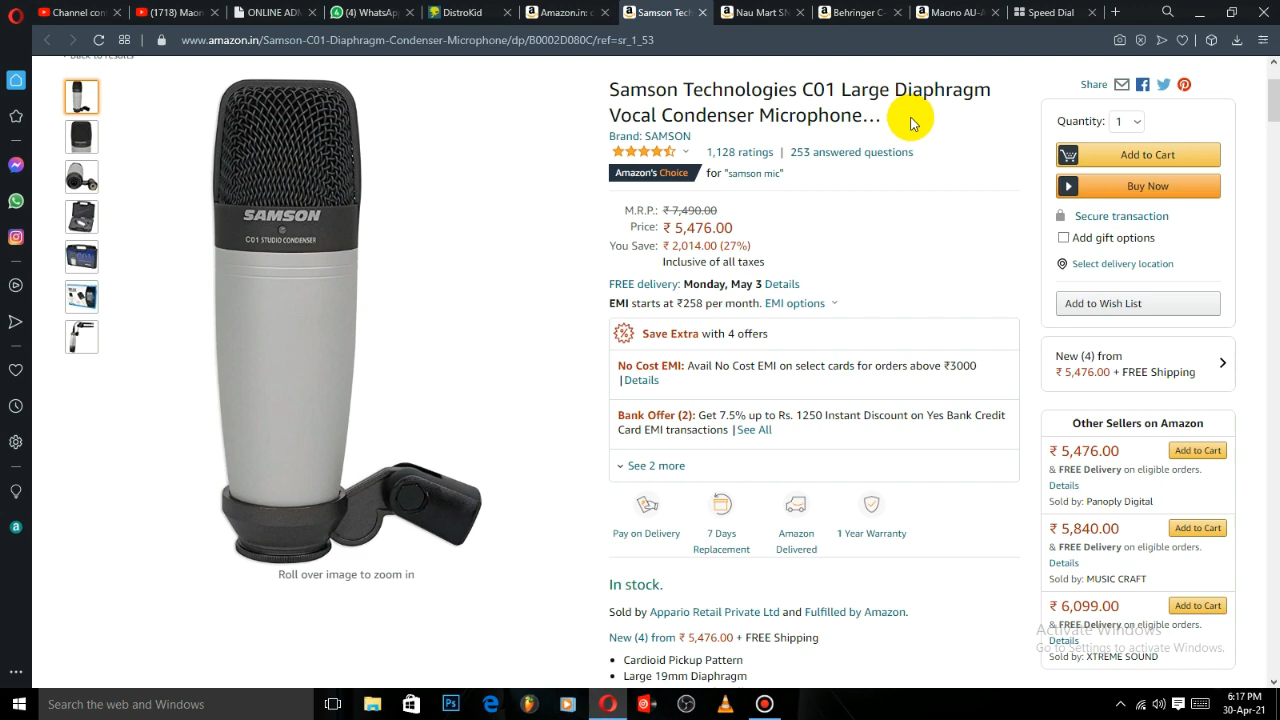 Channel con
(1718) Maon
ONLINE ADM
(4) WhatsApp
DistroKid
Amazon.in: c
Samson Tech
Nau Mart SM
Behringer C-
Maono AU-A
Speed Dial
www.amazon.in/Samson-C01-Diaphragm-Condenser-Microphone/dp/B0002D080C/ref=sr_1_53
Back to results
Samson Technologies C01 Large Diaphragm
Vocal Condenser Microphone...
Brand: SAMSON
1,128 ratings | 253 answered questions
Amazon's Choice for "samson mic"
M.R.P.: ₹ 7,490.00
Price: ₹ 5,476.00
You Save: ₹ 2,014.00 (27%)
Inclusive of all taxes
FREE delivery: Monday, May 3 Details
EMI starts at ₹258 per month. EMI options
Save Extra with 4 offers
No Cost EMI: Avail No Cost EMI on select cards for orders above ₹3000
|Details
Bank Offer (2): Get 7.5% up to Rs. 1250 Instant Discount on Yes Bank Credit
Card EMI transactions |See All
See 2 more
Pay on Delivery
7 Days
Replacement
Amazon
Delivered
1 Year Warranty
In stock.
Sold by Appario Retail Private Ltd and Fulfilled by Amazon.
New (4) from ₹ 5,476.00 + FREE Shipping
• Cardioid Pickup Pattern
• Large 19mm Diaphragm
SAMSON
C01 STUDIO CONDENSER
Roll over image to zoom in
Share
Quantity: 1
Add to Cart
Buy Now
Secure transaction
Add gift options
Select delivery location
Add to Wish List
New (4) from
₹ 5,476.00 + FREE Shipping
Other Sellers on Amazon
₹ 5,476.00 Add to Cart
& FREE Delivery on eligible orders.
Details
Sold by: Panoply Digital
₹ 5,840.00 Add to Cart
& FREE Delivery on eligible orders.
Details
Sold by: MUSIC CRAFT
₹ 6,099.00 Add to Cart
& FREE Delivery on eligible orders.
Details
Sold by: XTREME SOUND
Activate Windows
Go to Settings to activate Windows.
Search the web and Windows
6:17 PM
30-Apr-21